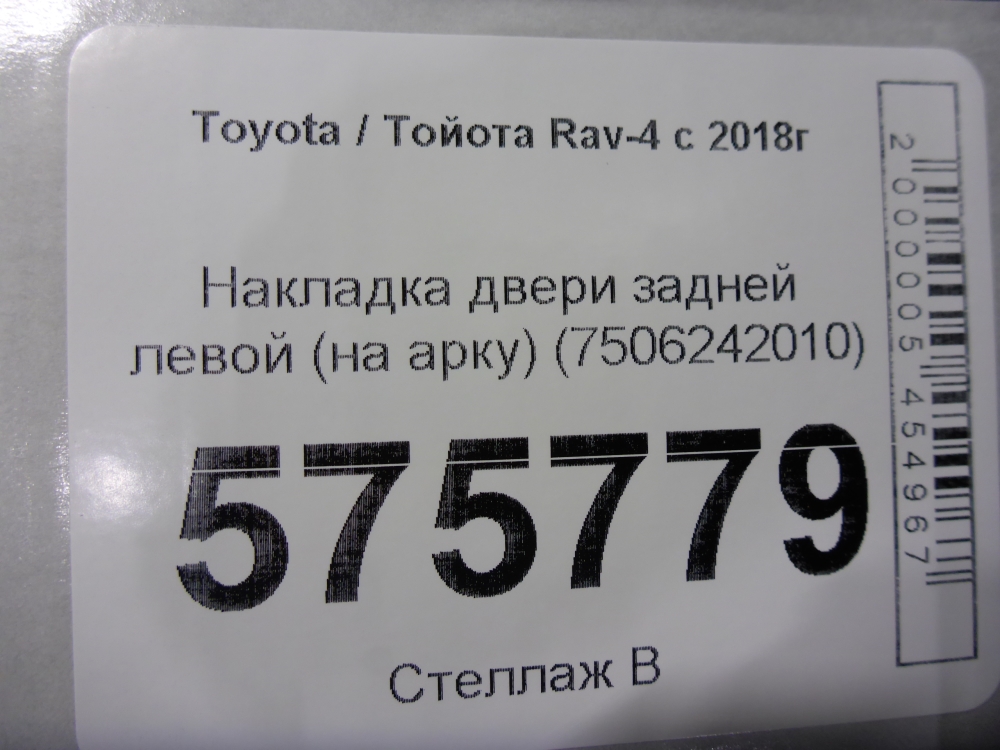 Toyota / Тойота Rav-4 с 2018г
Накладка двери задней
левой (на арку) (7506242010)
575779
Стеллаж В
2000005454967